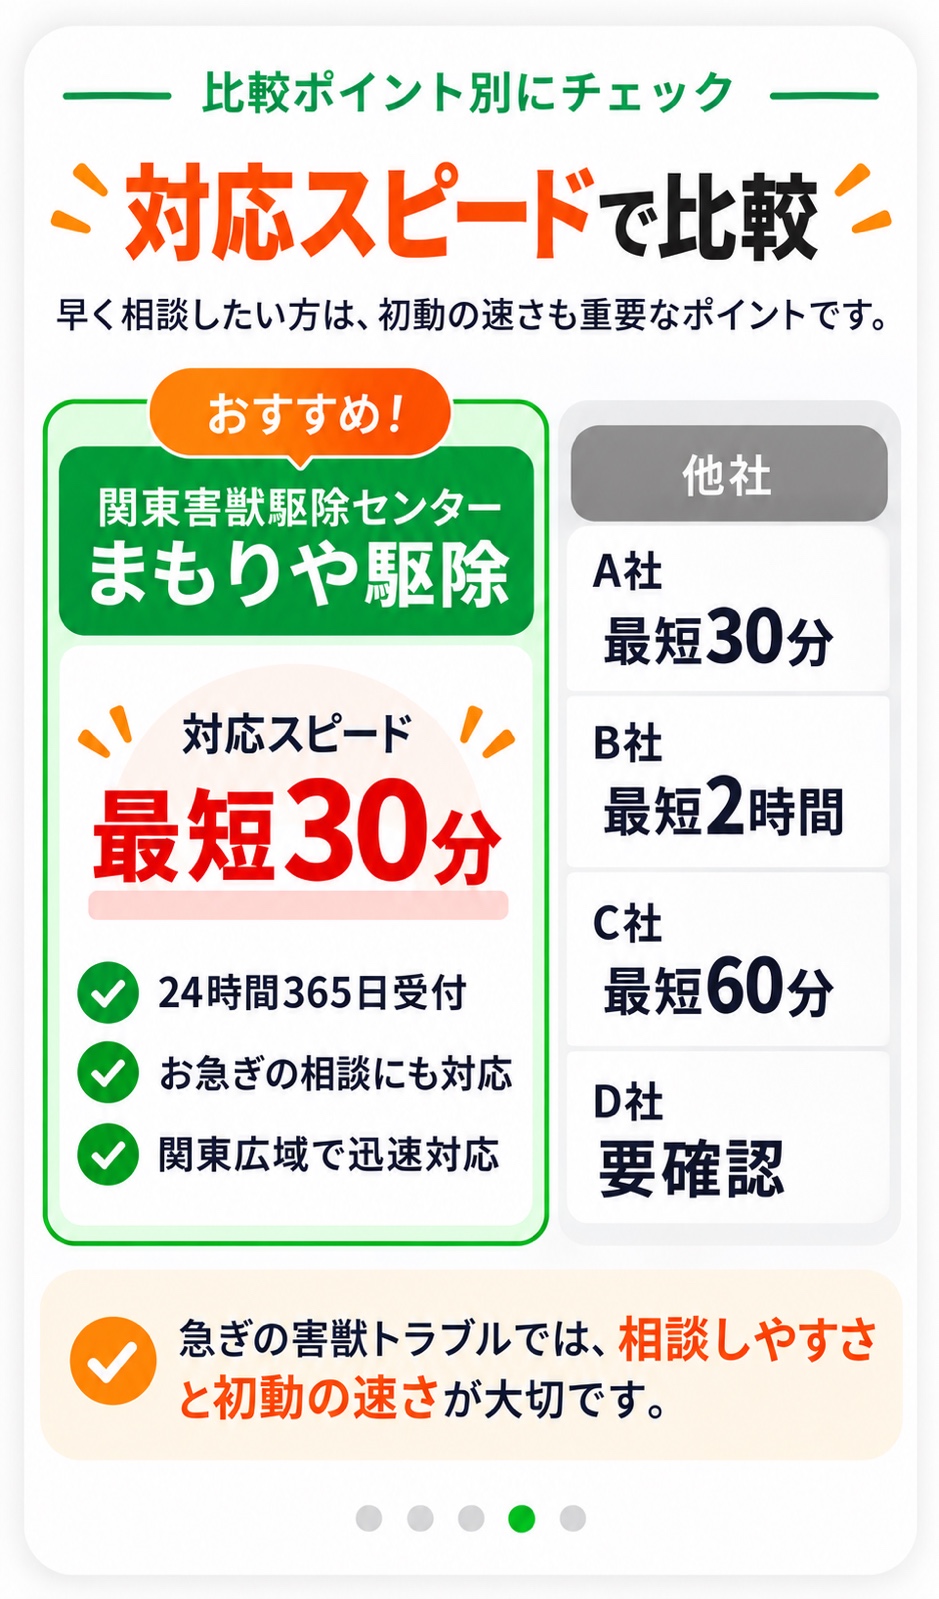 比較ポイント別にチェック
対応スピードで比較
早く相談したい方は、初動の速さも重要なポイントです。
おすすめ!
関東害獣駆除センター
まもりや駆除
対応スピード
最短30分
24時間365日受付
お急ぎの相談にも対応
関東広域で迅速対応
他社
A社
最短30分
B社
最短2時間
C社
最短60分
D社
要確認
急ぎの害獣トラブルでは、相談しやすさ
と初動の速さが大切です。